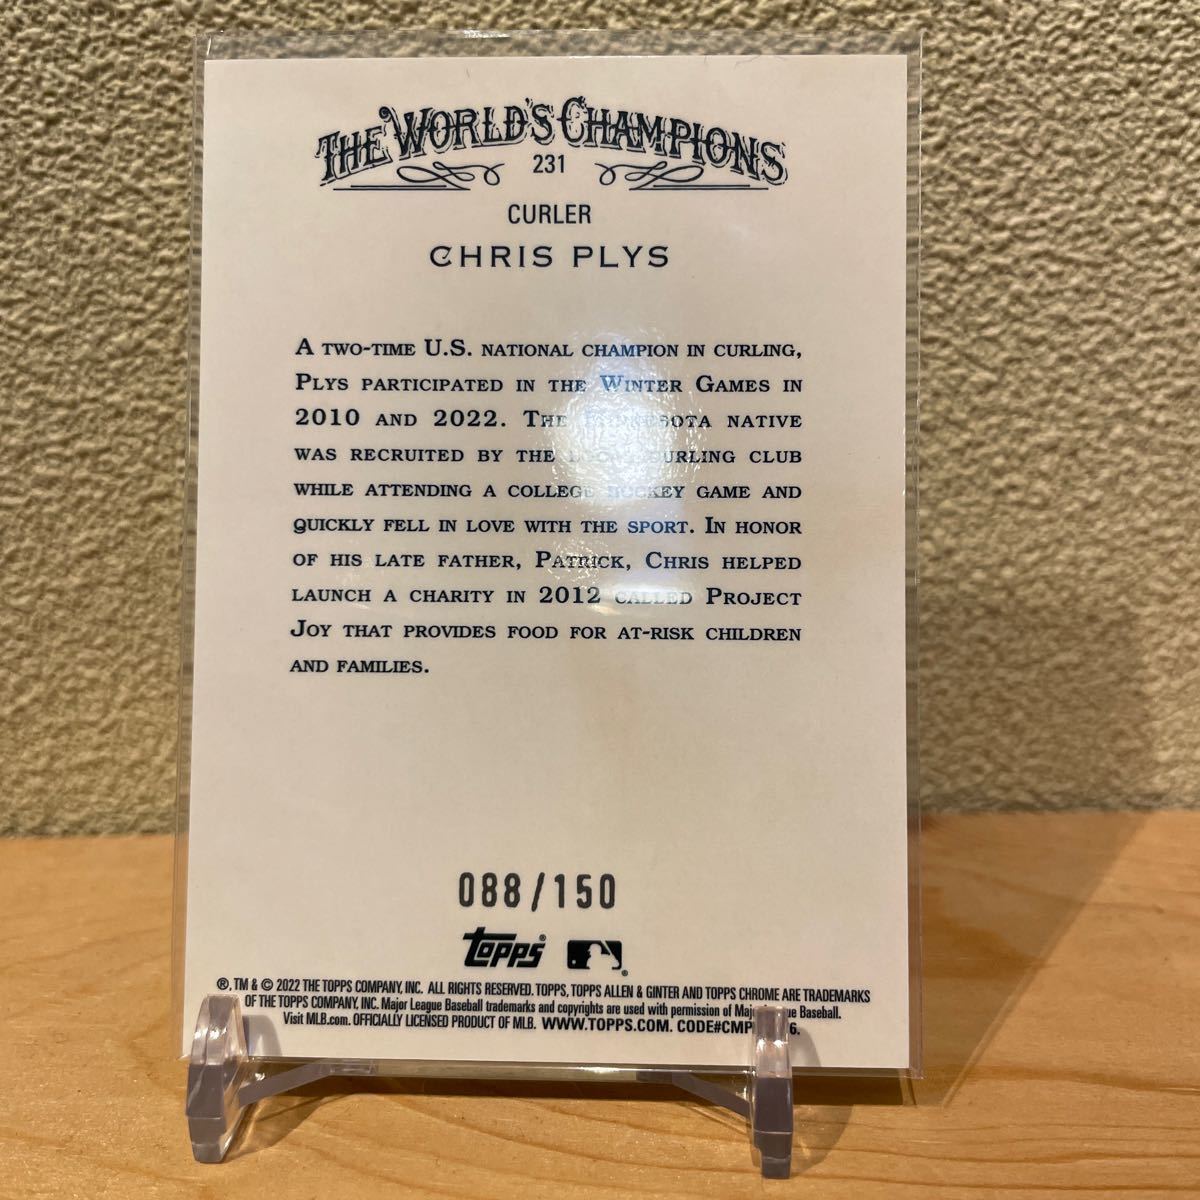 THE WORLD'S CHAMPIONS
231
CURLER
CHRIS PLYS
A TWO-TIME U.S. NATIONAL CHAMPION IN CURLING,
PLYS PARTICIPATED IN THE WINTER GAMES IN
2010 AND 2022. THE MINNESOTA NATIVE
WAS RECRUITED BY THE LOCAL CURLING CLUB
WHILE ATTENDING A COLLEGE HOCKEY GAME AND
QUICKLY FELL IN LOVE WITH THE SPORT. IN HONOR
OF HIS LATE FATHER, PATRICK, CHRIS HELPED
LAUNCH A CHARITY IN 2012 CALLED PROJECT
JOY THAT PROVIDES FOOD FOR AT-RISK CHILDREN
AND FAMILIES.
088/150
Topps®
®, TM & © 2022 THE TOPPS COMPANY, INC. ALL RIGHTS RESERVED. TOPPS, TOPPS ALLEN & GINTER AND TOPPS CHROME ARE TRADEMARKS
OF THE TOPPS COMPANY, INC. Major League Baseball trademarks and copyrights are used with permission of Major League Baseball.
Visit MLB.com. OFFICIALLY LICENSED PRODUCT OF MLB. WWW.TOPPS.COM.